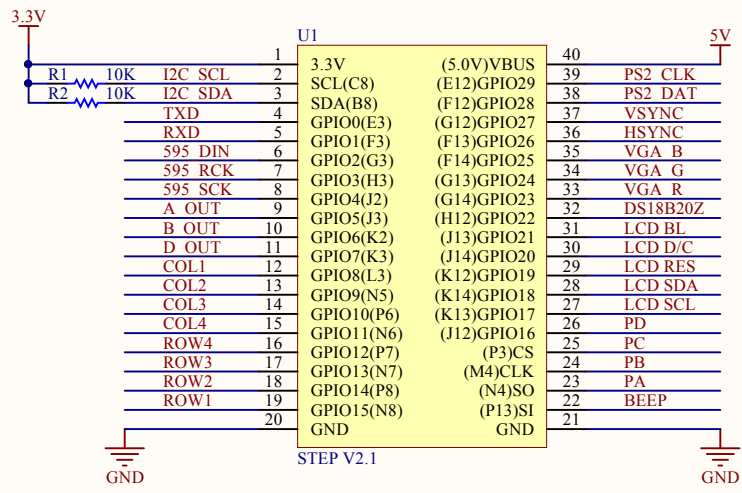 3.3V
U1
5V
1 3.3V (5.0V)VBUS 40
R1 10K I2C SCL 2 SCL(C8) (E12)GPIO29 39 PS2 CLK
R2 10K I2C SDA 3 SDA(B8) (F12)GPIO28 38 PS2 DAT
TXD 4 GPIO0(E3) (G12)GPIO27 37 VSYNC
RXD 5 GPIO1(F3) (F13)GPIO26 36 HSYNC
595 DIN 6 GPIO2(G3) (F14)GPIO25 35 VGA B
595 RCK 7 GPIO3(H3) (G13)GPIO24 34 VGA G
595 SCK 8 GPIO4(J2) (G14)GPIO23 33 VGA R
A OUT 9 GPIO5(J3) (H12)GPIO22 32 DS18B20Z
B OUT 10 GPIO6(K2) (J13)GPIO21 31 LCD BL
D OUT 11 GPIO7(K3) (J14)GPIO20 30 LCD D/C
COL1 12 GPIO8(L3) (K12)GPIO19 29 LCD RES
COL2 13 GPIO9(N5) (K14)GPIO18 28 LCD SDA
COL3 14 GPIO10(P6) (K13)GPIO17 27 LCD SCL
COL4 15 GPIO11(N6) (J12)GPIO16 26 PD
ROW4 16 GPIO12(P7) (P3)CS 25 PC
ROW3 17 GPIO13(N7) (M4)CLK 24 PB
ROW2 18 GPIO14(P8) (N4)SO 23 PA
ROW1 19 GPIO15(N8) (P13)SI 22 BEEP
20 GND GND 21
GND STEP V2.1 GND